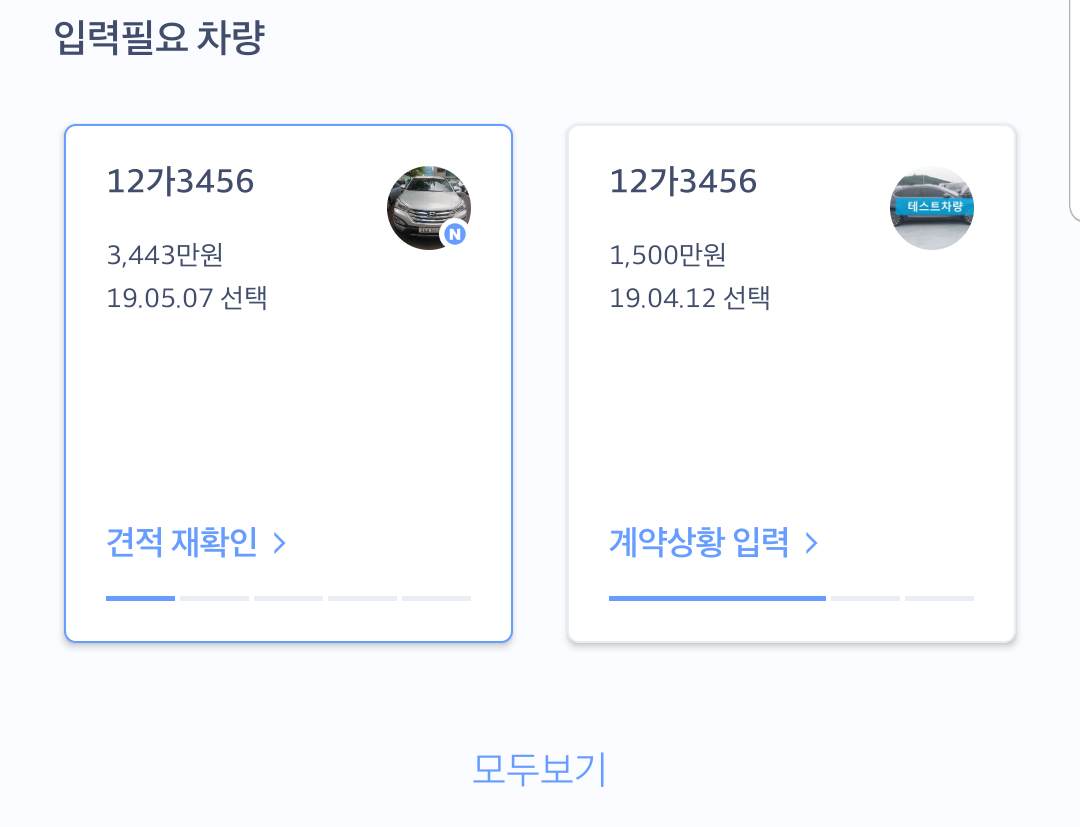 입력필요 차량
12가3456
3,443만원
19.05.07 선택
N
견적 재확인
12가3456
테스트차량
1,500만원
19.04.12 선택
계약상황 입력
모두보기